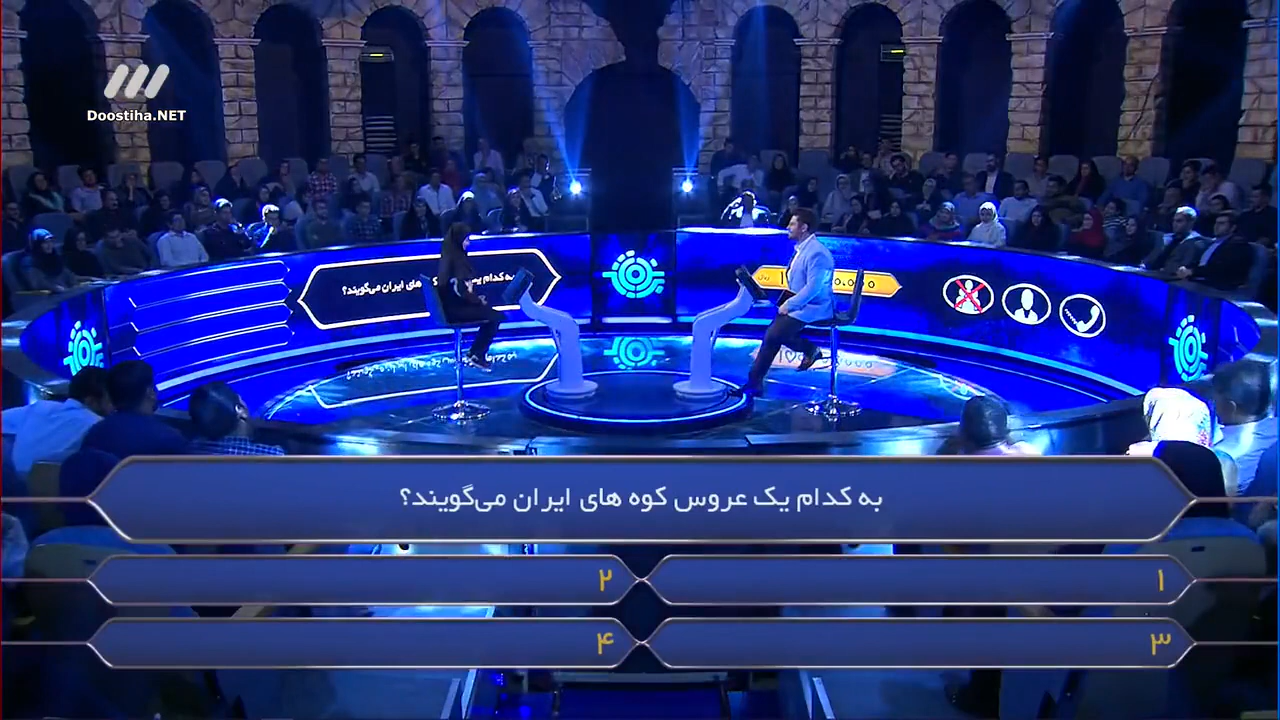 Doostiha.NET
به کدام یک عروس کوه های ایران می‌گویند؟
۱
۲
۳
۴